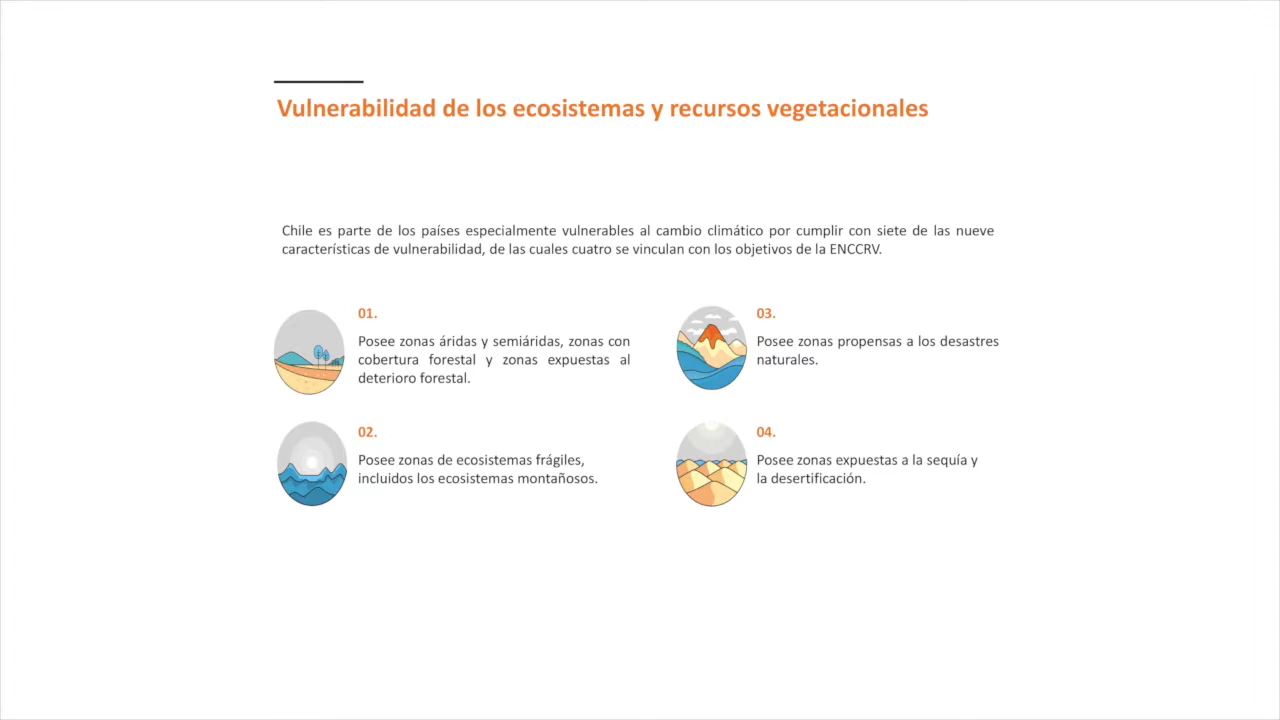 Vulnerabilidad de los ecosistemas y recursos vegetacionales
Chile es parte de los países especialmente vulnerables al cambio climático por cumplir con siete de las nueve
características de vulnerabilidad, de las cuales cuatro se vinculan con los objetivos de la ENCCRV.
01.
Posee zonas áridas y semiáridas, zonas con
cobertura forestal y zonas expuestas al
deterioro forestal.
02.
Posee zonas de ecosistemas frágiles,
incluidos los ecosistemas montañosos.
03.
Posee zonas propensas a los desastres
naturales.
04.
Posee zonas expuestas a la sequía y
la desertificación.